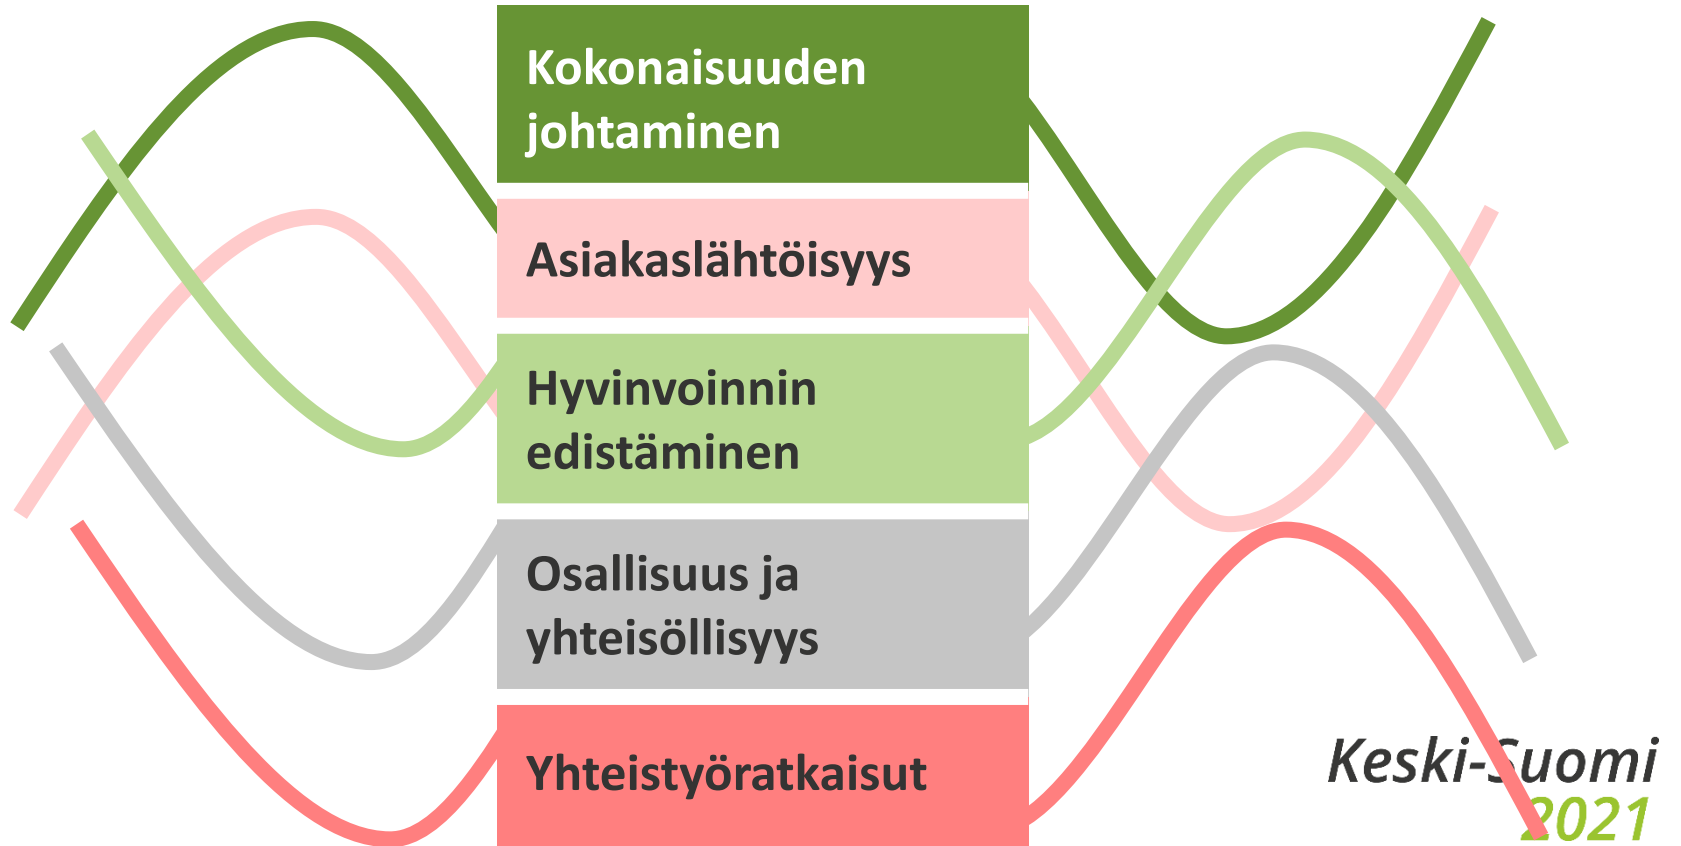 Kokonaisuuden
johtaminen
Asiakaslähtöisyys
Hyvinvoinnin
edistäminen
Osallisuus ja
yhteisöllisyys
Yhteistyöratkaisut
Keski-Suomi
2021